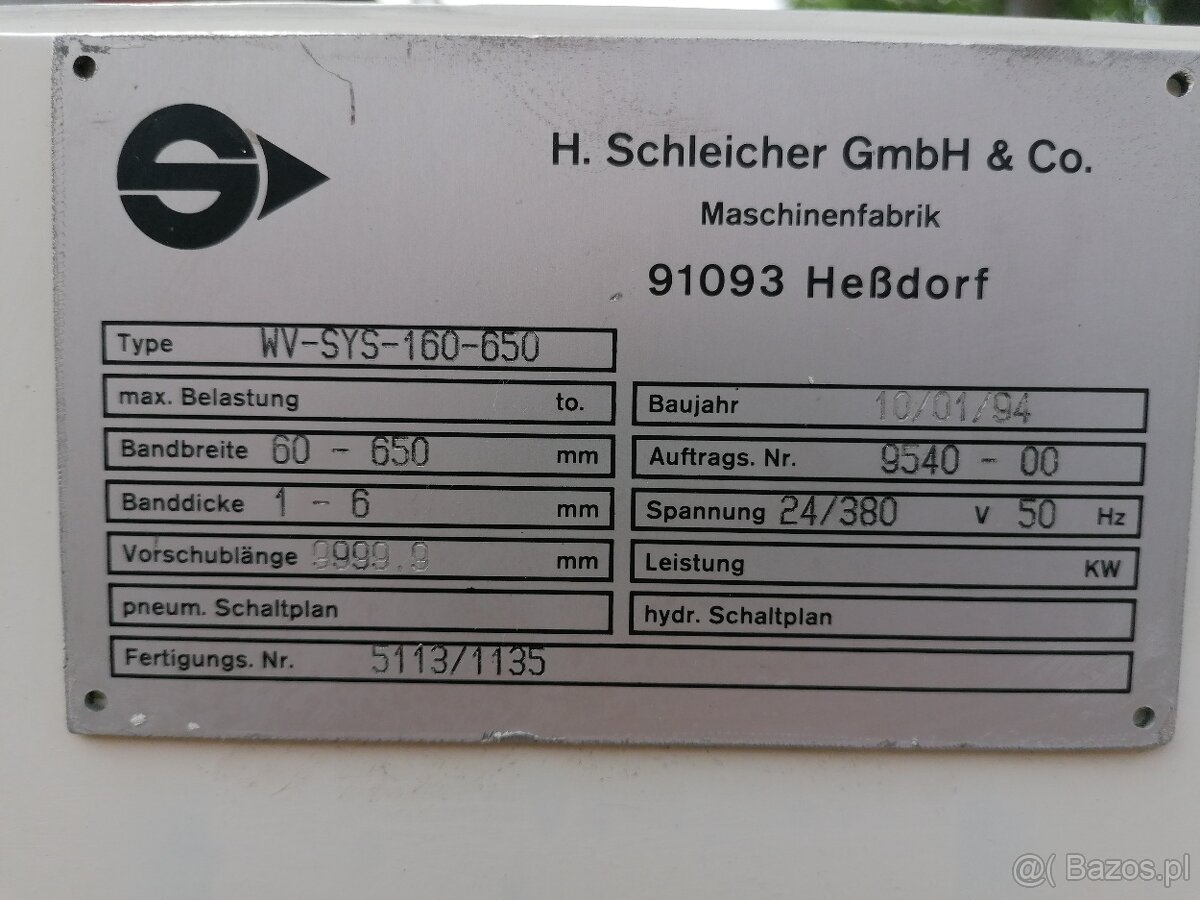 H. Schleicher GmbH & Co.
Maschinenfabrik
91093 Heßdorf
Type WV-SYS-160-650
max. Belastung to.
Bandbreite 60 - 650 mm
Banddicke 1 - 6 mm
Vorschublänge 9999.9 mm
pneum. Schaltplan
Baujahr 10/01/94
Auftrags. Nr. 9540 - 00
Spannung 24/380 V 50 Hz
Leistung KW
hydr. Schaltplan
Fertigungs. Nr. 5113/1135
@( Bazos.pl